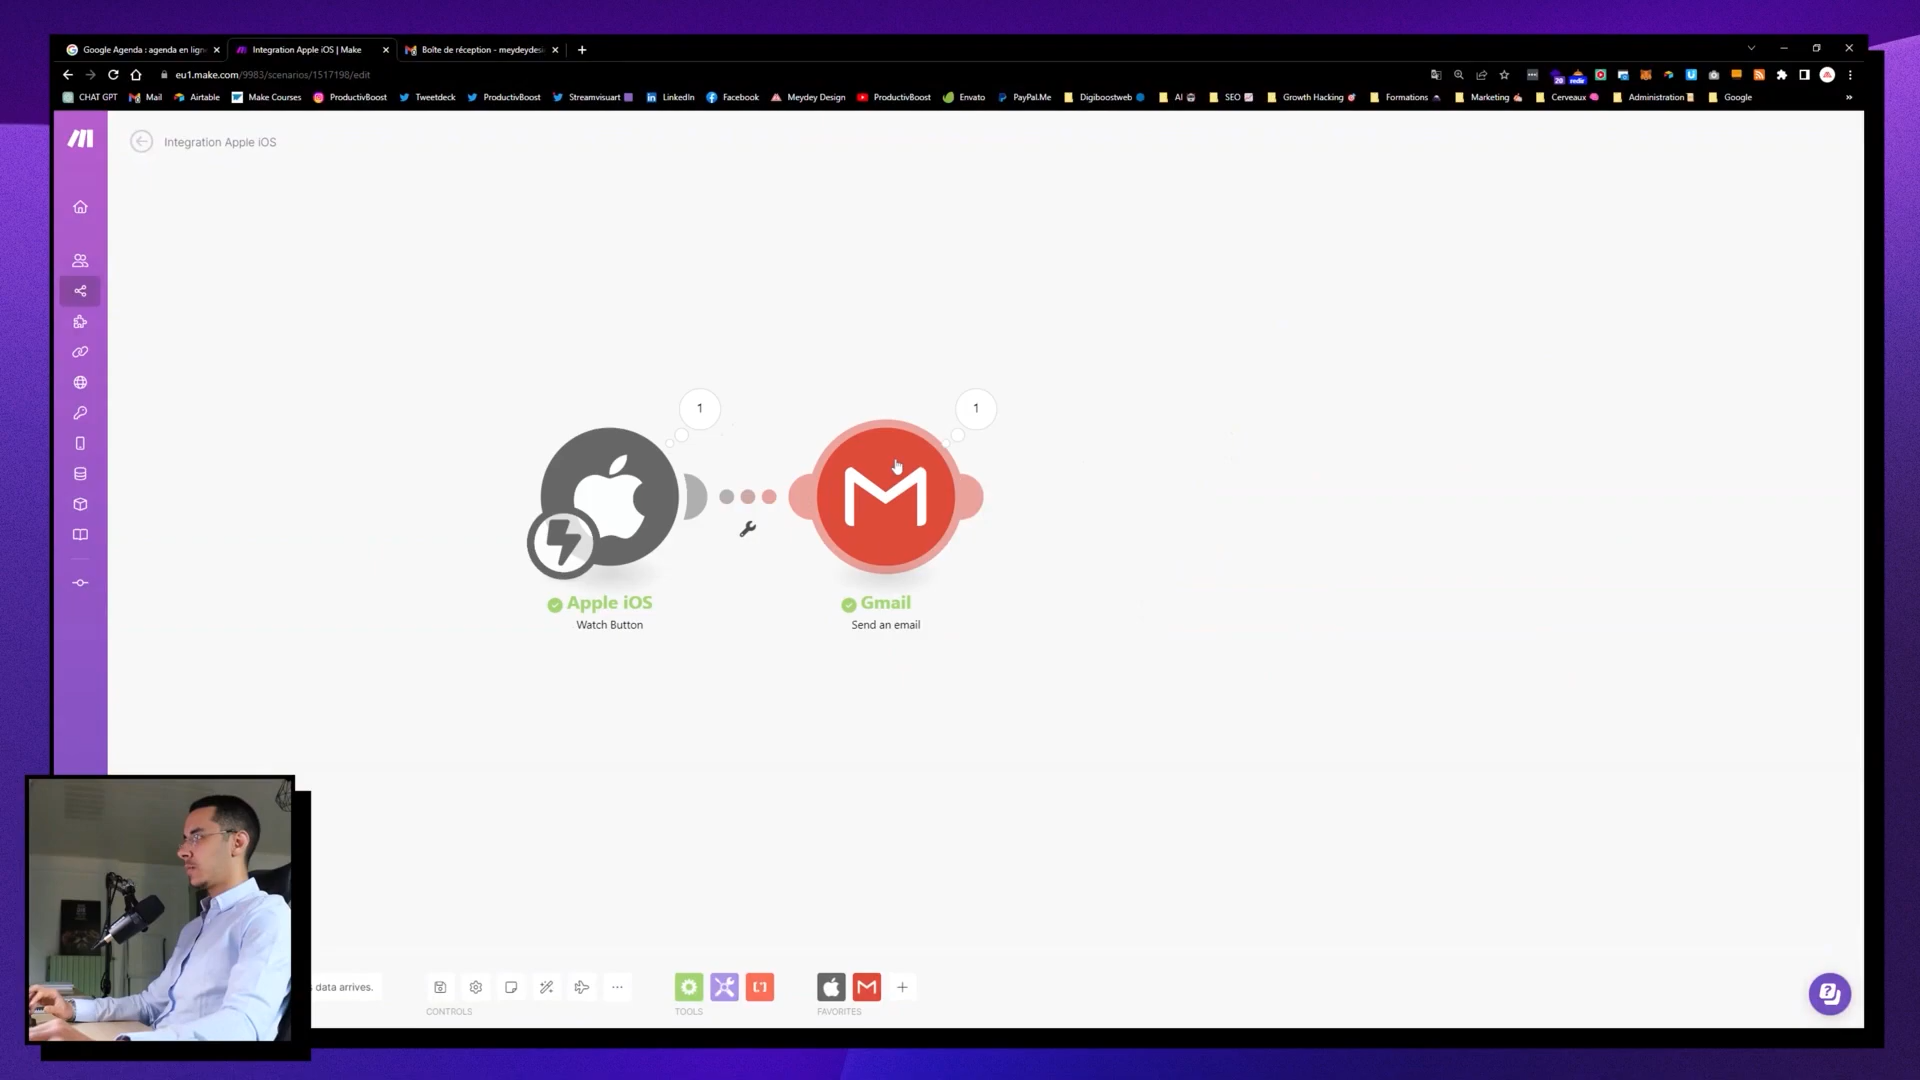 Google Agenda : agenda en lign
Integration Apple iOS | Make
Boîte de réception - meydeydesi
eu1.make.com/9983/scenarios/1517198/edit
CHAT GPT
Mail
Airtable
Make Courses
ProductivBoost
Tweetdeck
ProductivBoost
Streamvisuart
LinkedIn
Facebook
Meydey Design
ProductivBoost
Envato
PayPal.Me
Digiboostweb
AI
SEO
Growth Hacking
Formations
Marketing
Cerveaux
Administration
Google
20
redir
Integration Apple iOS
1
1
Apple iOS
Watch Button
Gmail
Send an email
data arrives.
CONTROLS
TOOLS
FAVORITES